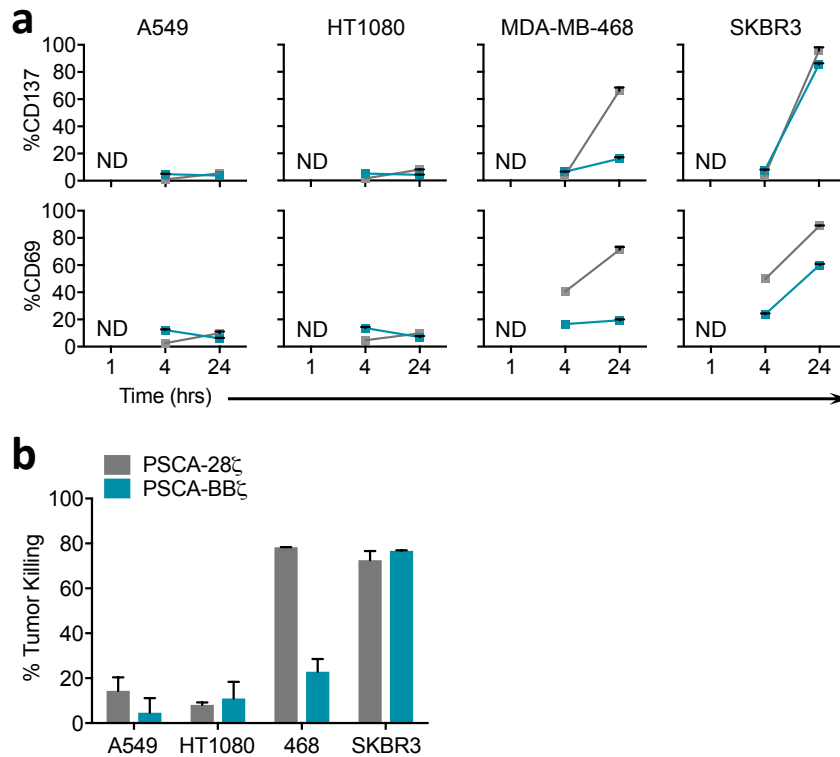 a
A549 HT1080 MDA-MB-468 SKBR3
%CD137
100
80
60
40
20
0
ND ND ND ND
%CD69
100
80
60
40
20
0
ND ND ND ND
1 4 24 1 4 24 1 4 24 1 4 24
Time (hrs)
b
PSCA-28ζ
PSCA-BBζ
% Tumor Killing
100
80
60
40
20
0
A549 HT1080 468 SKBR3